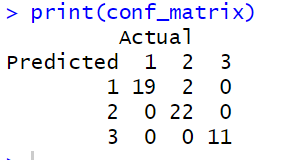 > print(conf_matrix)
         Actual
Predicted  1  2  3
        1 19  2  0
        2  0 22  0
        3  0  0 11
>